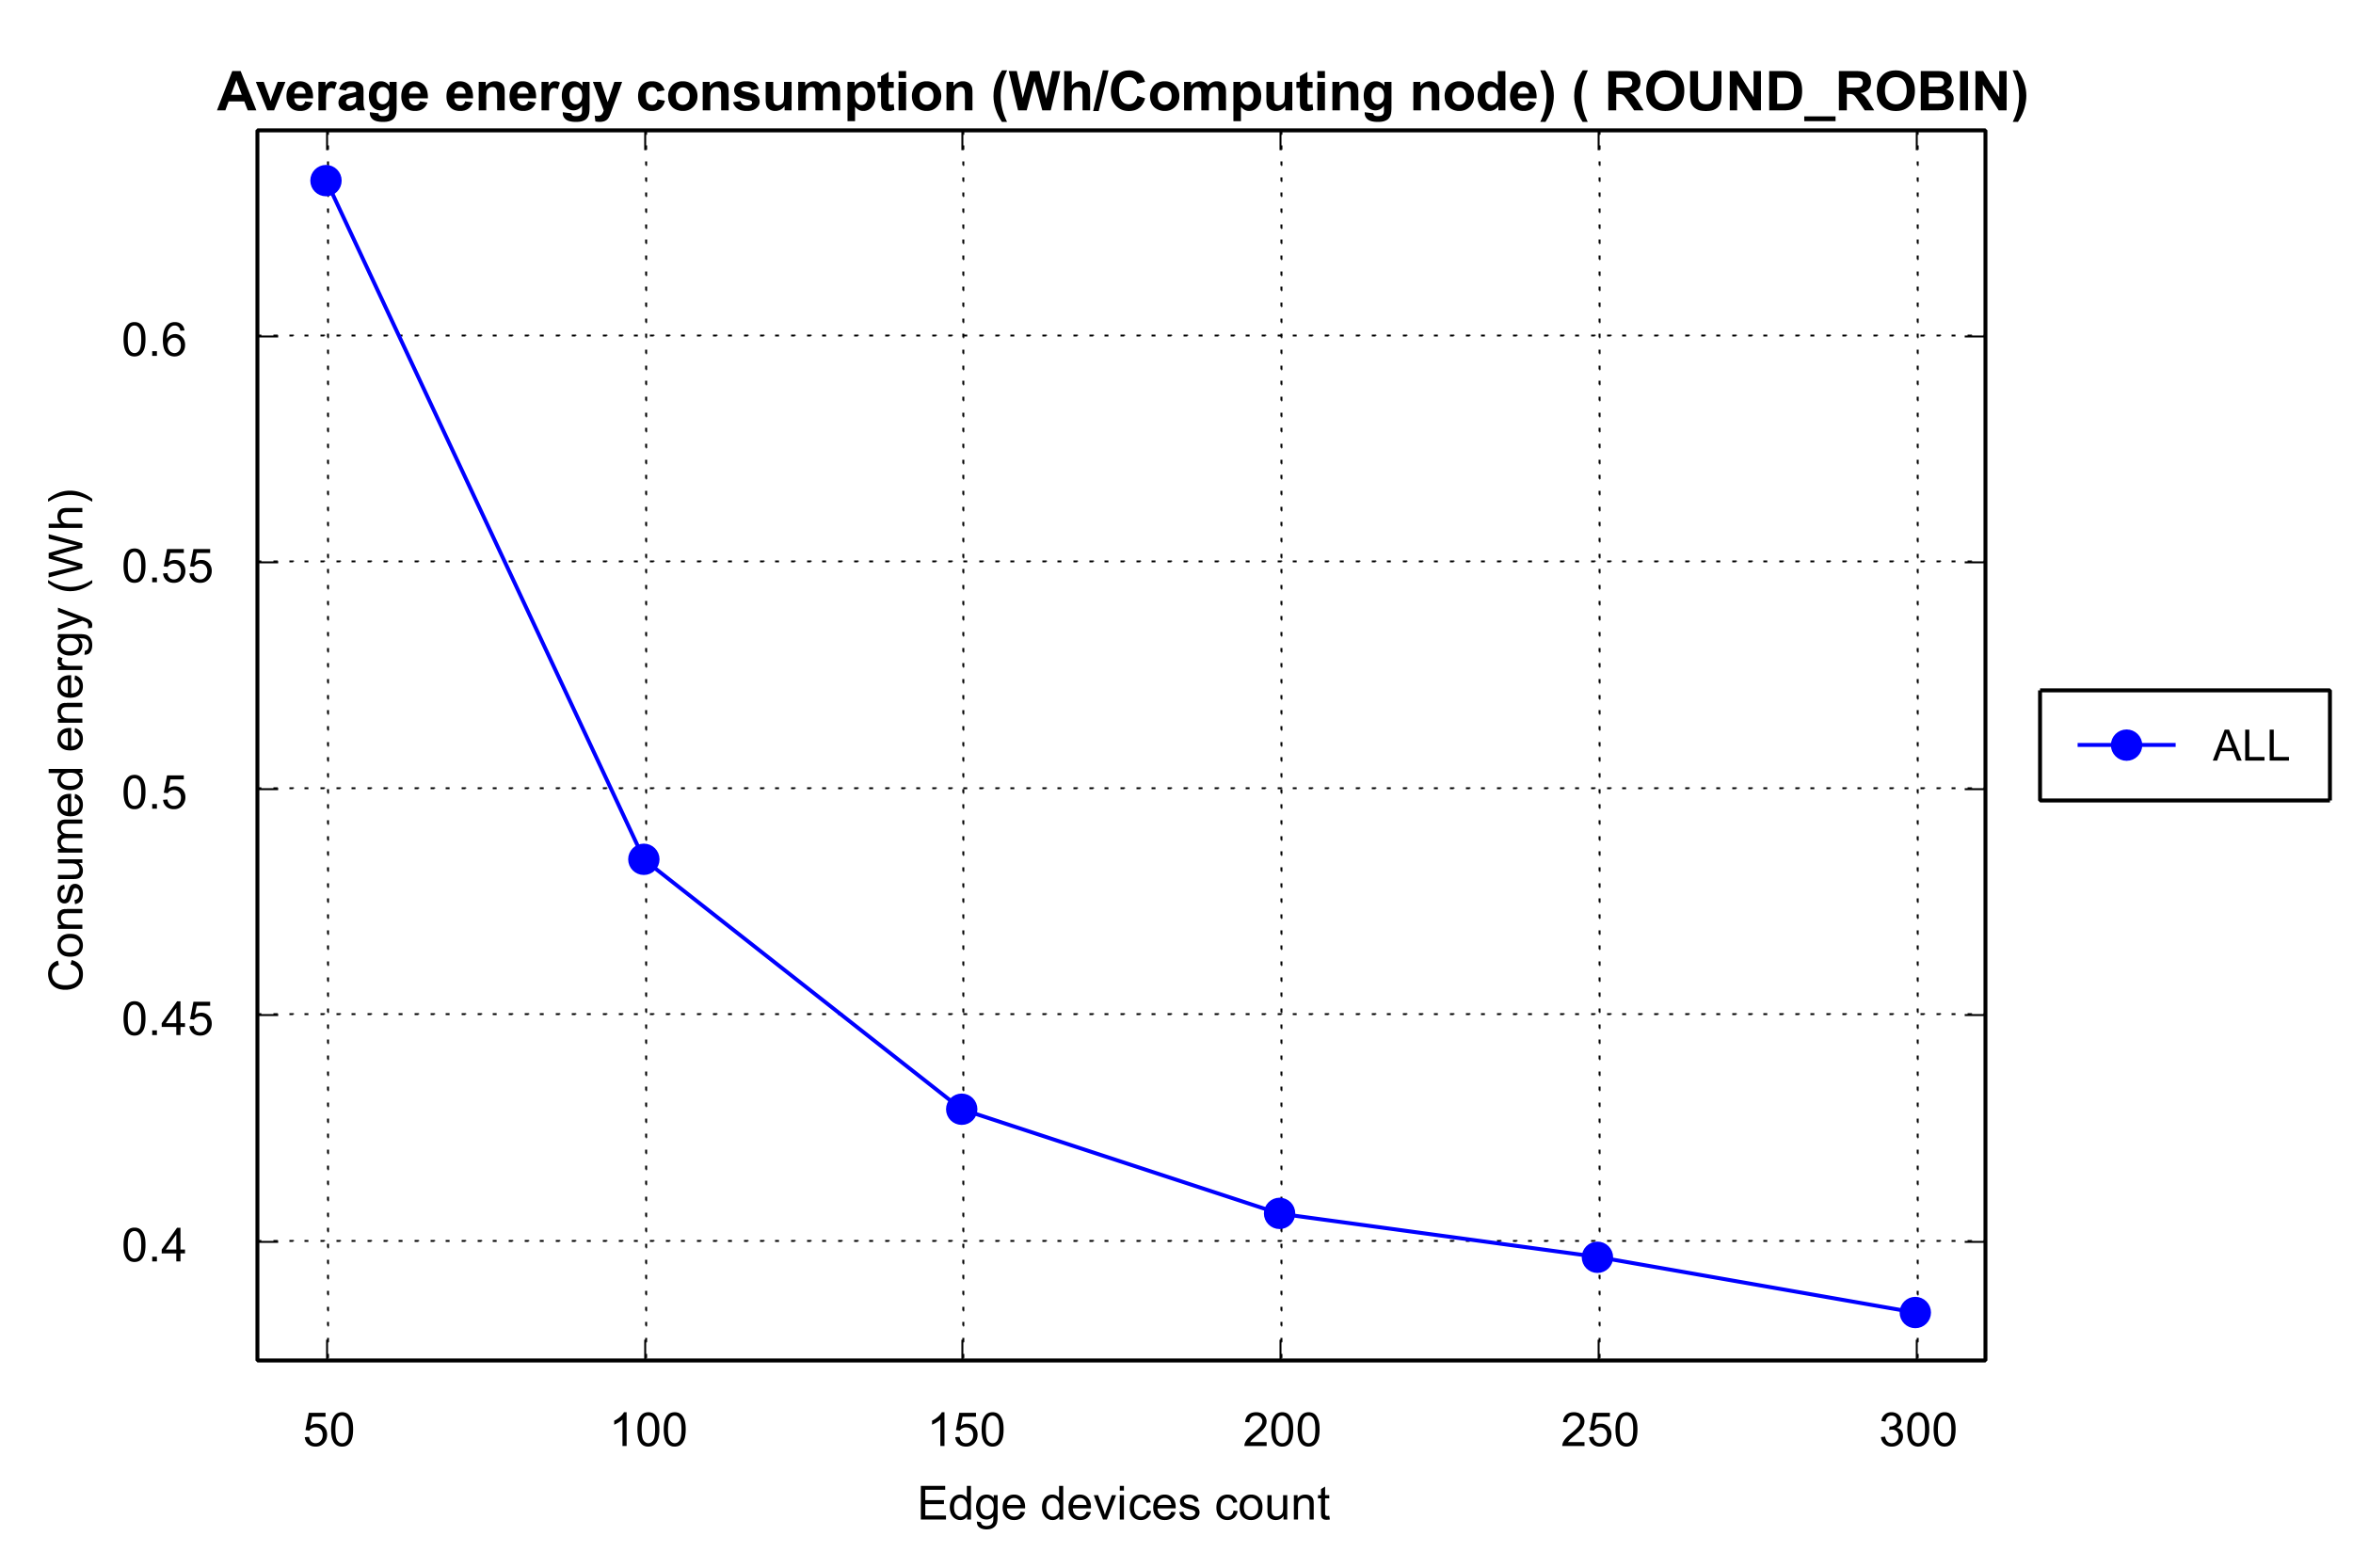 Average energy consumption (Wh/Computing node) ( ROUND_ROBIN)
Consumed energy (Wh)
0.6
0.55
0.5
0.45
0.4
50 100 150 200 250 300
Edge devices count
ALL